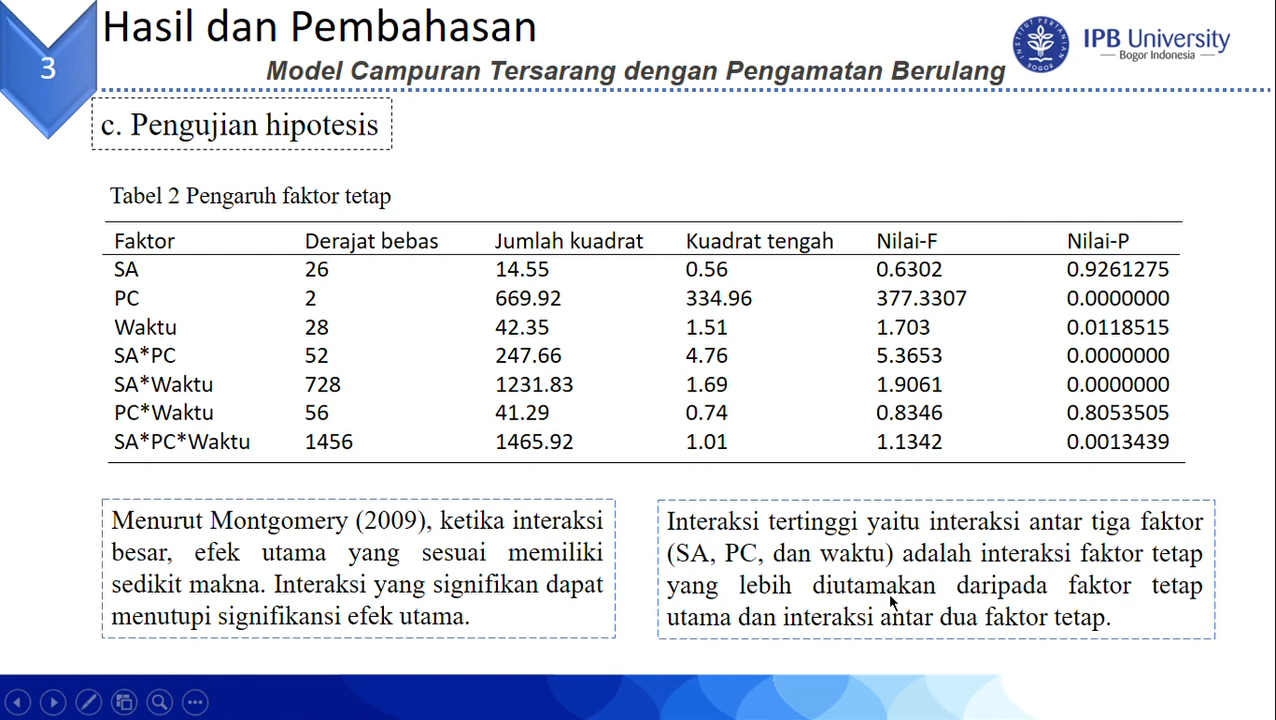 Hasil dan Pembahasan
3
Model Campuran Tersarang dengan Pengamatan Berulang
INSTITUT PERTANIAN
BOGOR
IPB University
Bogor Indonesia
c. Pengujian hipotesis
Tabel 2 Pengaruh faktor tetap
Faktor Derajat bebas Jumlah kuadrat Kuadrat tengah Nilai-F Nilai-P
SA 26 14.55 0.56 0.6302 0.9261275
PC 2 669.92 334.96 377.3307 0.0000000
Waktu 28 42.35 1.51 1.703 0.0118515
SA*PC 52 247.66 4.76 5.3653 0.0000000
SA*Waktu 728 1231.83 1.69 1.9061 0.0000000
PC*Waktu 56 41.29 0.74 0.8346 0.8053505
SA*PC*Waktu 1456 1465.92 1.01 1.1342 0.0013439
Menurut Montgomery (2009), ketika interaksi
besar, efek utama yang sesuai memiliki
sedikit makna. Interaksi yang signifikan dapat
menutupi signifikansi efek utama.
Interaksi tertinggi yaitu interaksi antar tiga faktor
(SA, PC, dan waktu) adalah interaksi faktor tetap
yang lebih diutamakan daripada faktor tetap
utama dan interaksi antar dua faktor tetap.